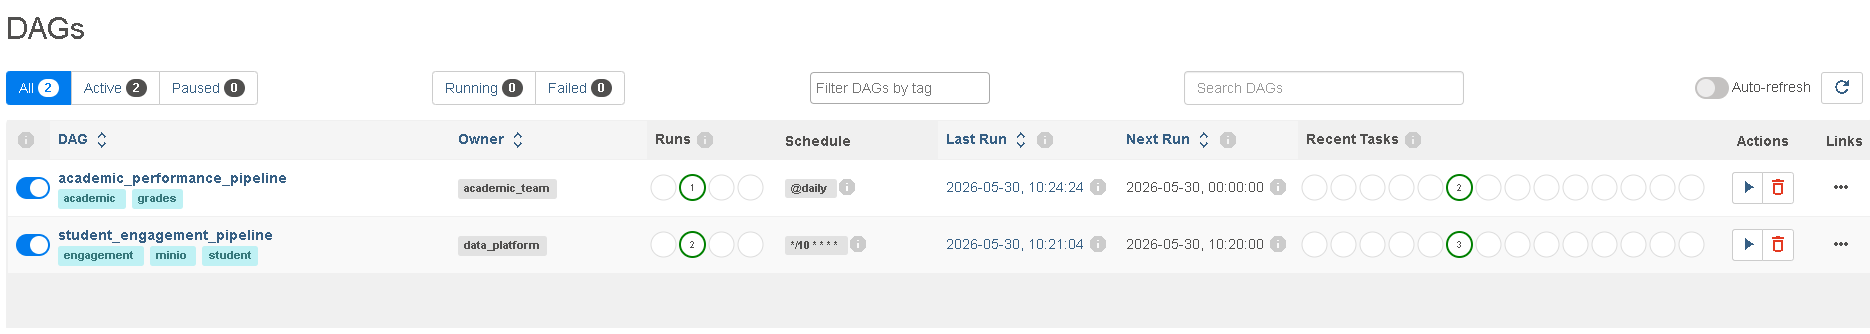 DAGs
All 2 Active 2 Paused 0 Running 0 Failed 0 Filter DAGs by tag Search DAGs Auto-refresh
DAG Owner Runs Schedule Last Run Next Run Recent Tasks Actions Links
academic_performance_pipeline academic_team 1 @daily 2026-05-30, 10:24:24 2026-05-30, 00:00:00 2
academic grades
student_engagement_pipeline data_platform 2 */10 * * * * 2026-05-30, 10:21:04 2026-05-30, 10:20:00 3
engagement minio student